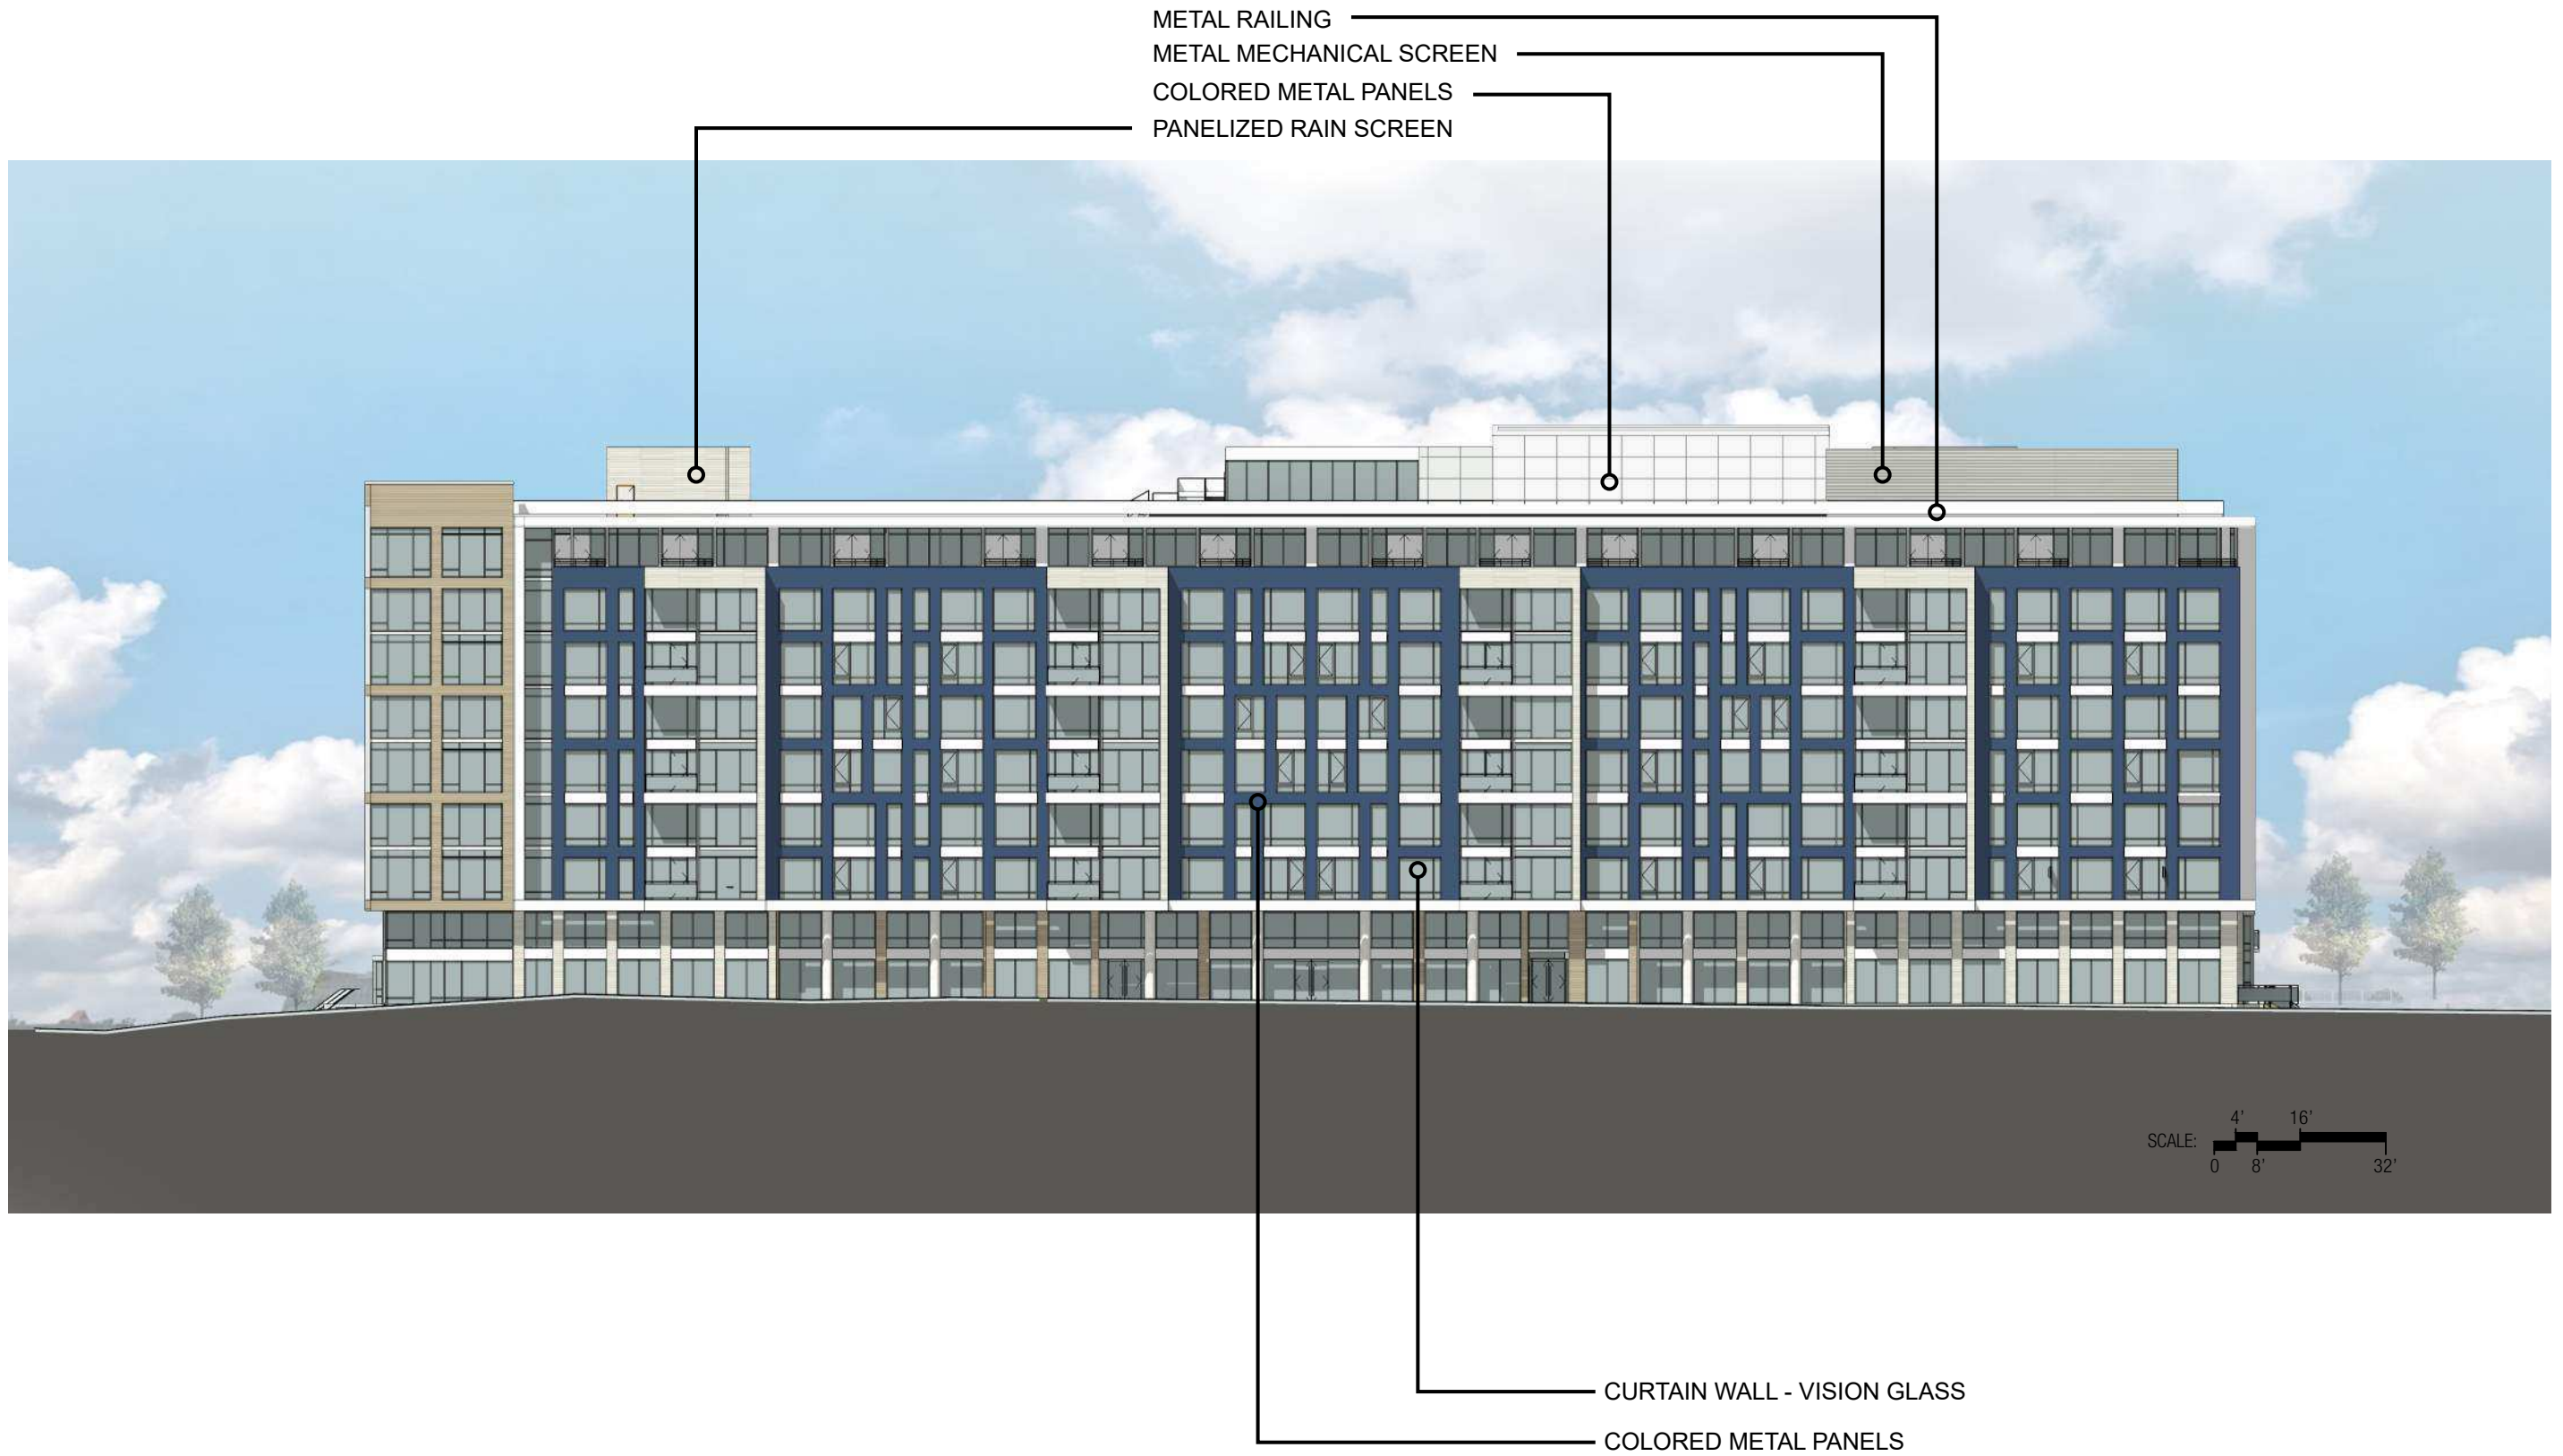 METAL RAILING
METAL MECHANICAL SCREEN
COLORED METAL PANELS
PANELIZED RAIN SCREEN
4’ 16’
SCALE:
0 8’ 32’
CURTAIN WALL - VISION GLASS
COLORED METAL PANELS